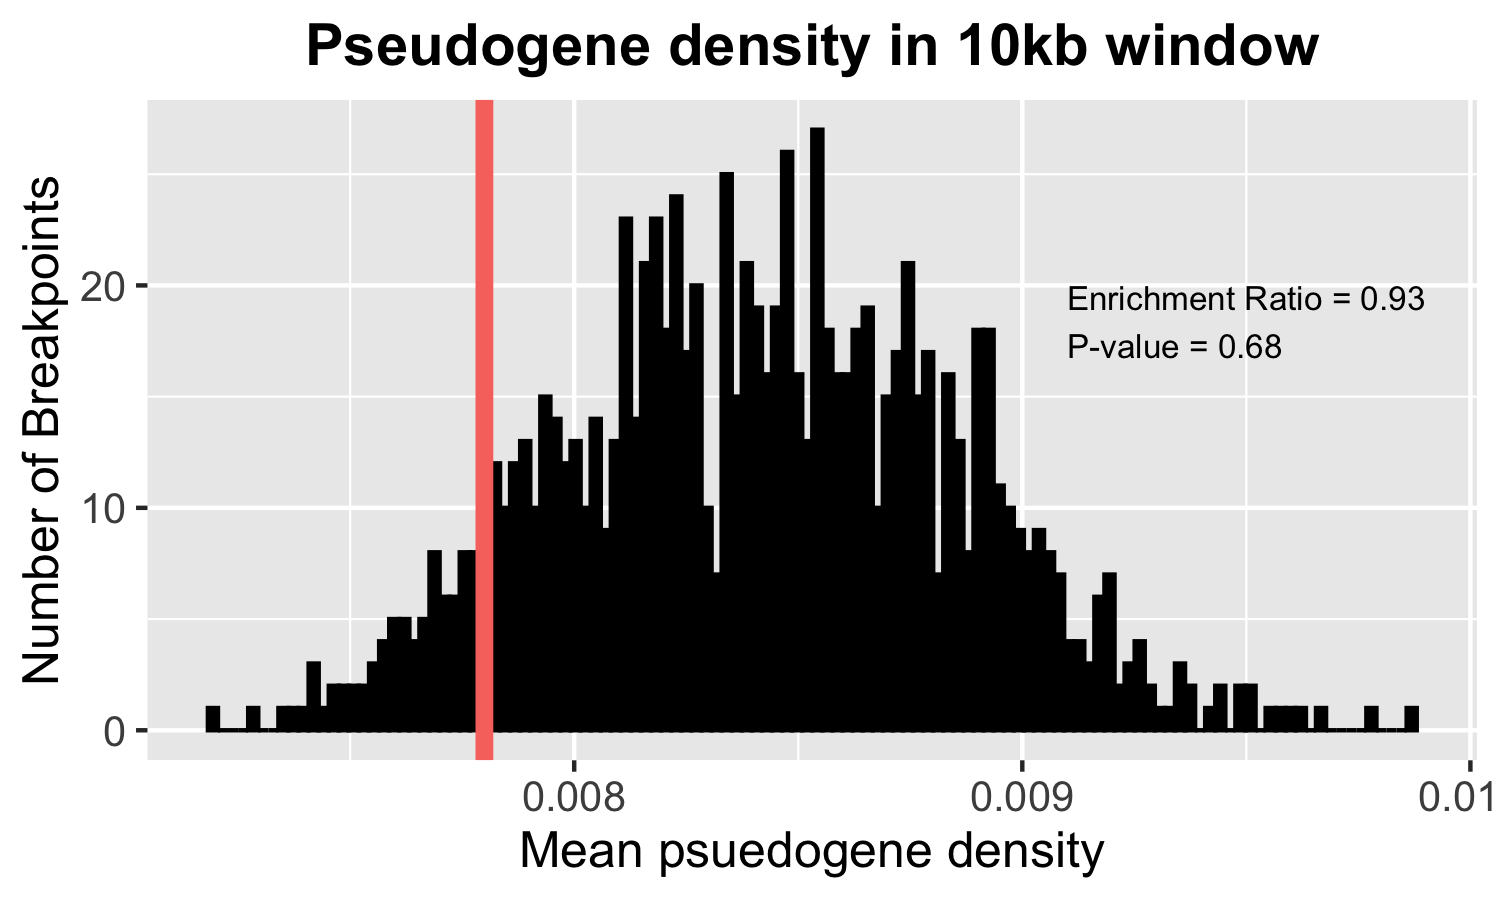 Pseudogene density in 10kb window
Number of Breakpoints
20
10
0
Enrichment Ratio = 0.93
P-value = 0.68
0.008
0.009
0.01
Mean psuedogene density